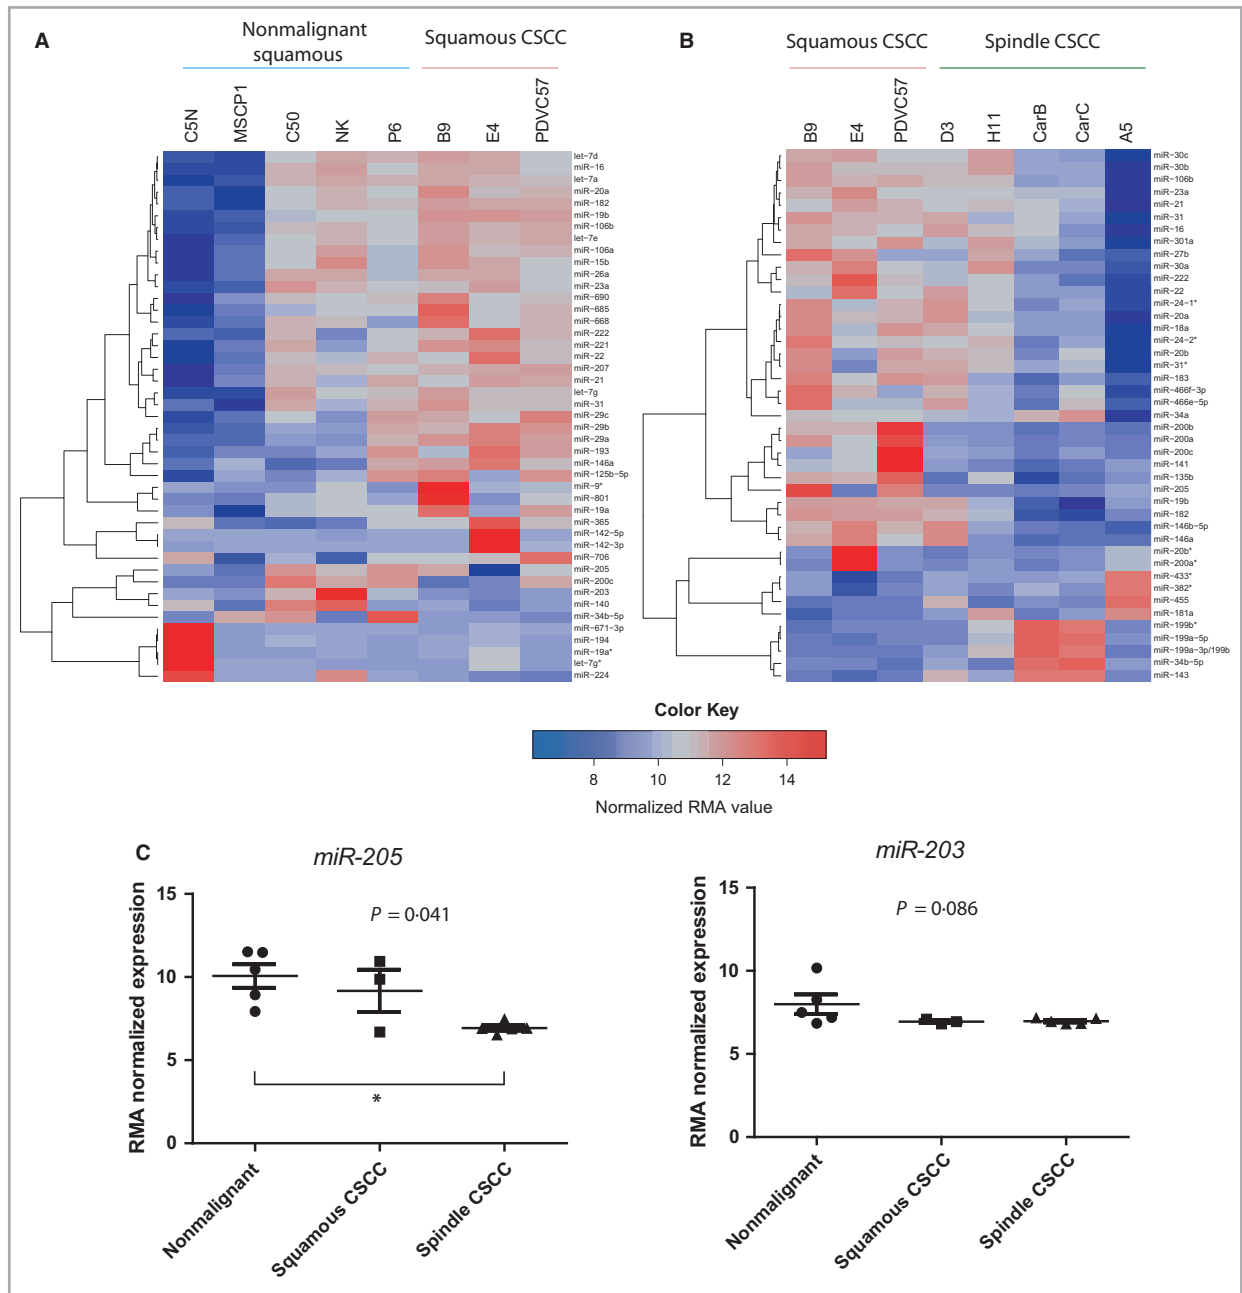 A
Nonmalignant
squamous
Squamous CSCC
C5N
MSCP1
C50
NK
P6
B9
E4
PDVC57
let-7d
miR-16
let-7a
miR-20a
miR-182
miR-19b
miR-106b
let-7e
miR-106a
miR-15b
miR-26a
miR-23a
miR-690
miR-685
miR-668
miR-222
miR-221
miR-22
miR-207
miR-21
let-7g
miR-31
miR-29c
miR-29b
miR-29a
miR-193
miR-146a
miR-125b-5p
miR-9*
miR-801
miR-19a
miR-365
miR-142-5p
miR-142-3p
miR-706
miR-205
miR-200c
miR-203
miR-140
miR-34b-5p
miR-671-3p
miR-194
miR-19a*
let-7g*
miR-224
B
Squamous CSCC
Spindle CSCC
B9
E4
PDVC57
D3
H11
CarB
CarC
A5
miR-30c
miR-30b
miR-106b
miR-23a
miR-21
miR-31
miR-16
miR-301a
miR-27b
miR-30a
miR-222
miR-22
miR-24-1*
miR-20a
miR-18a
miR-24-2*
miR-20b
miR-31*
miR-183
miR-466f-3p
miR-466e-5p
miR-34a
miR-200b
miR-200a
miR-200c
miR-141
miR-135b
miR-205
miR-19b
miR-182
miR-146b-5p
miR-146a
miR-20b*
miR-200a*
miR-433*
miR-382*
miR-455
miR-181a
miR-199b*
miR-199a-5p
miR-199a-3p/199b
miR-34b-5p
miR-143
Color Key
8 10 12 14
Normalized RMA value
C
miR-205
P = 0·041
RMA normalized expression
15
10
5
0
*
Nonmalignant
Squamous CSCC
Spindle CSCC
miR-203
P = 0·086
RMA normalized expression
15
10
5
0
Nonmalignant
Squamous CSCC
Spindle CSCC